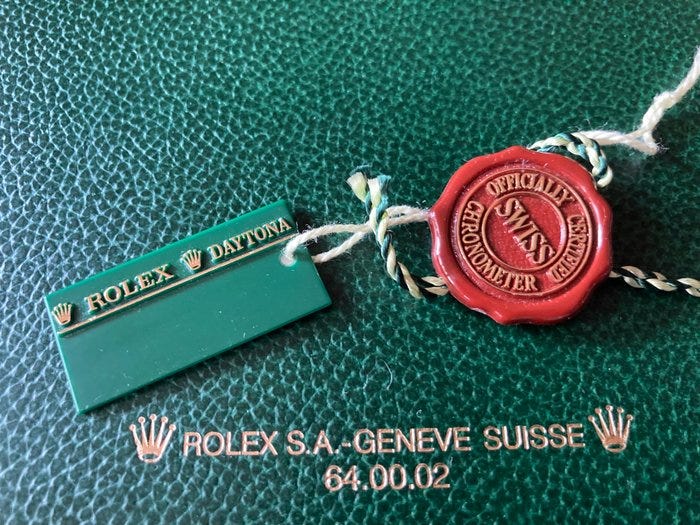 ROLEX DAYTONA
OFFICIALLY CERTIFIED
CHRONOMETER
SWISS
ROLEX S.A.-GENEVE SUISSE
64.00.02